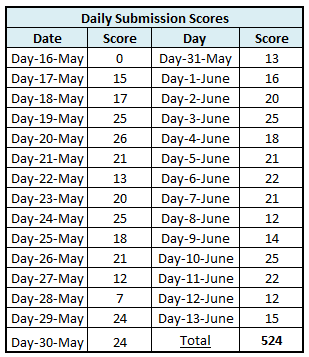 Daily Submission Scores
Date Score Day Score
Day-16-May 0 Day-31-May 13
Day-17-May 15 Day-1-June 16
Day-18-May 17 Day-2-June 20
Day-19-May 25 Day-3-June 25
Day-20-May 26 Day-4-June 18
Day-21-May 21 Day-5-June 21
Day-22-May 13 Day-6-June 22
Day-23-May 20 Day-7-June 21
Day-24-May 25 Day-8-June 12
Day-25-May 18 Day-9-June 14
Day-26-May 21 Day-10-June 25
Day-27-May 12 Day-11-June 22
Day-28-May 7 Day-12-June 12
Day-29-May 24 Day-13-June 15
Day-30-May 24 Total 524